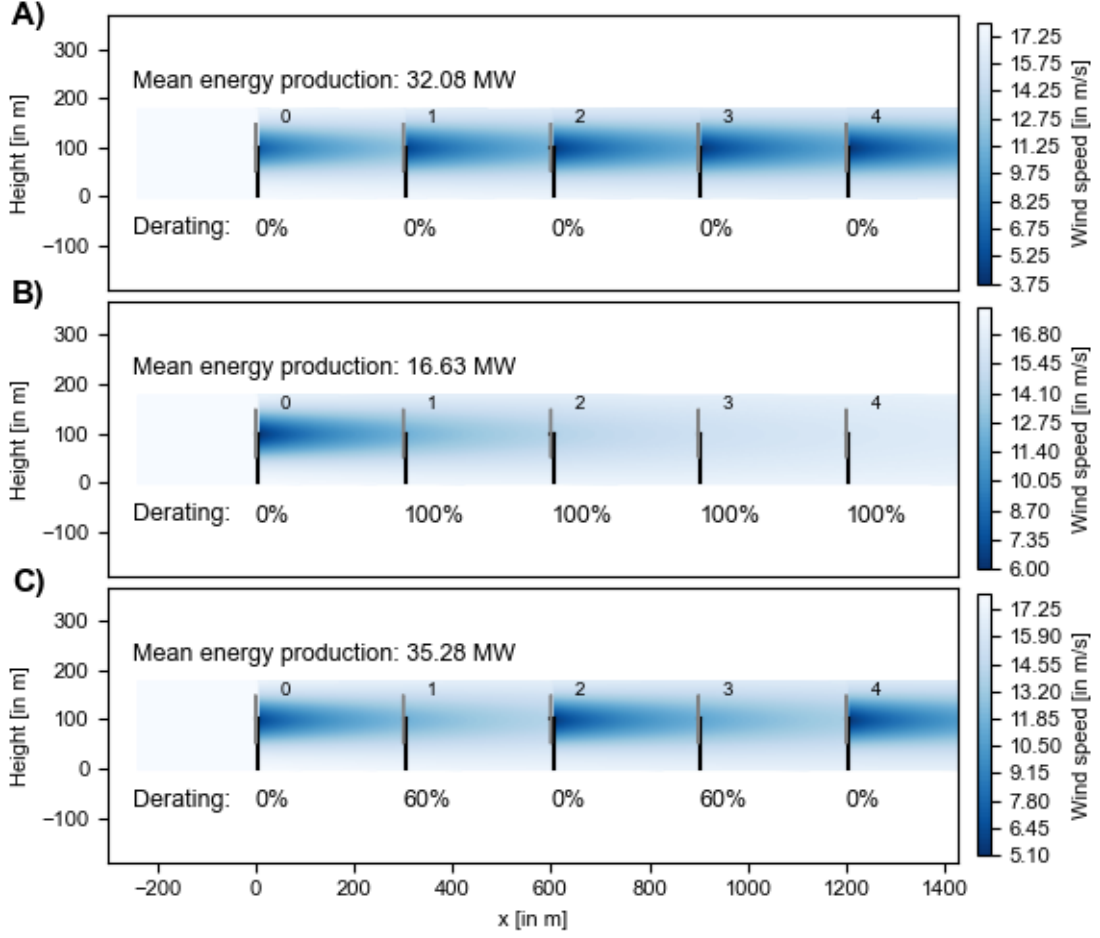 A)
300
200
100
0
−100
Height [in m]
Mean energy production: 32.08 MW
0 1 2 3 4
Derating: 0% 0% 0% 0% 0%
17.25
15.75
14.25
12.75
11.25
9.75
8.25
6.75
5.25
3.75
Wind speed [in m/s]
B)
300
200
100
0
−100
Height [in m]
Mean energy production: 16.63 MW
0 1 2 3 4
Derating: 0% 100% 100% 100% 100%
16.80
15.45
14.10
12.75
11.40
10.05
8.70
7.35
6.00
Wind speed [in m/s]
C)
300
200
100
0
−100
Height [in m]
Mean energy production: 35.28 MW
0 1 2 3 4
Derating: 0% 60% 0% 60% 0%
17.25
15.90
14.55
13.20
11.85
10.50
9.15
7.80
6.45
5.10
Wind speed [in m/s]
−200 0 200 400 600 800 1000 1200 1400
x [in m]